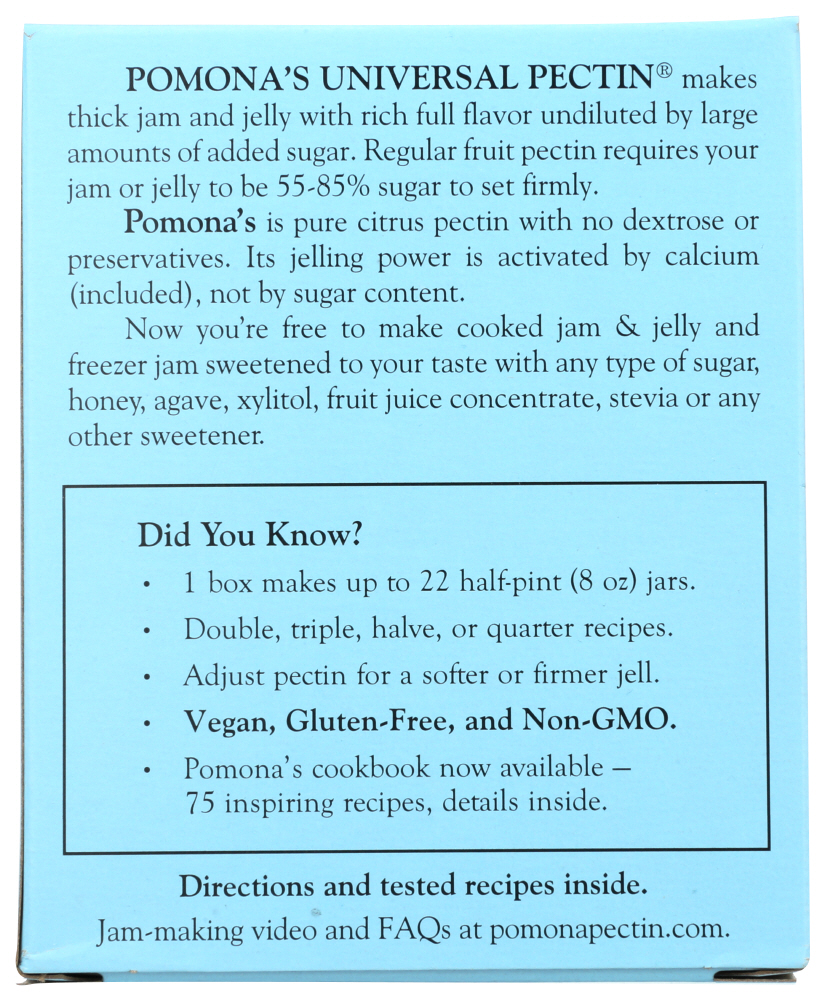 POMONA'S UNIVERSAL PECTIN® makes
thick jam and jelly with rich full flavor undiluted by large
amounts of added sugar. Regular fruit pectin requires your
jam or jelly to be 55-85% sugar to set firmly.
Pomona's is pure citrus pectin with no dextrose or
preservatives. Its jelling power is activated by calcium
(included), not by sugar content.
Now you're free to make cooked jam & jelly and
freezer jam sweetened to your taste with any type of sugar,
honey, agave, xylitol, fruit juice concentrate, stevia or any
other sweetener.
Did You Know?
• 1 box makes up to 22 half-pint (8 oz) jars.
• Double, triple, halve, or quarter recipes.
• Adjust pectin for a softer or firmer jell.
• Vegan, Gluten-Free, and Non-GMO.
• Pomona's cookbook now available –
75 inspiring recipes, details inside.
Directions and tested recipes inside.
Jam-making video and FAQs at pomonapectin.com.